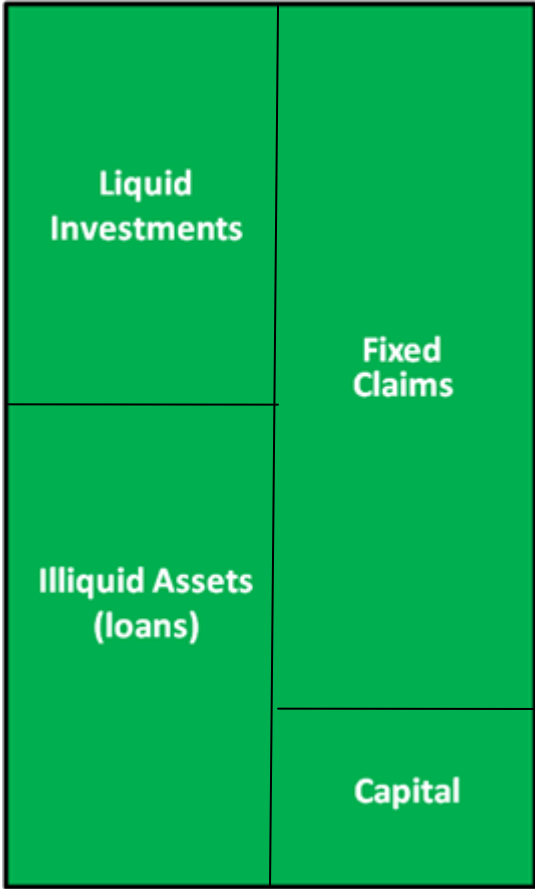 Liquid
Investments
Illiquid Assets
(loans)
Fixed
Claims
Capital